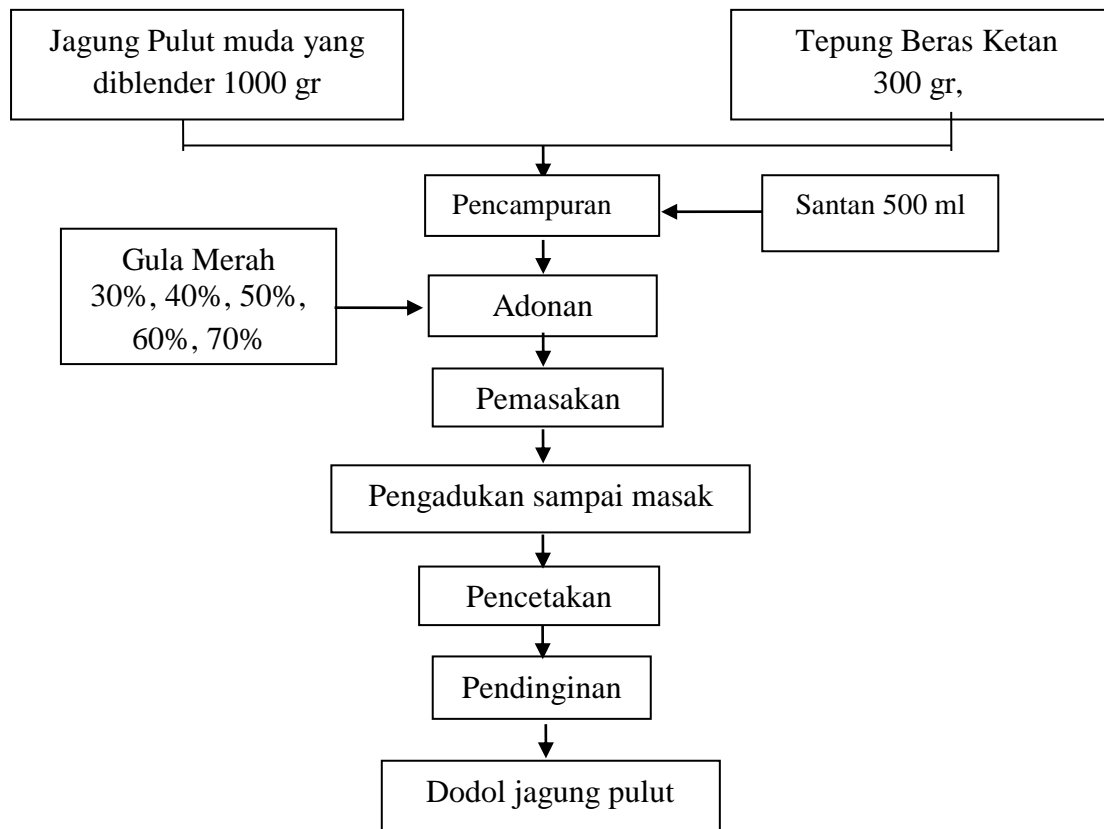 Jagung Pulut muda yang
diblender 1000 gr
Tepung Beras Ketan
300 gr,
Pencampuran
Santan 500 ml
Gula Merah
30%, 40%, 50%,
60%, 70%
Adonan
Pemasakan
Pengadukan sampai masak
Pencetakan
Pendinginan
Dodol jagung pulut